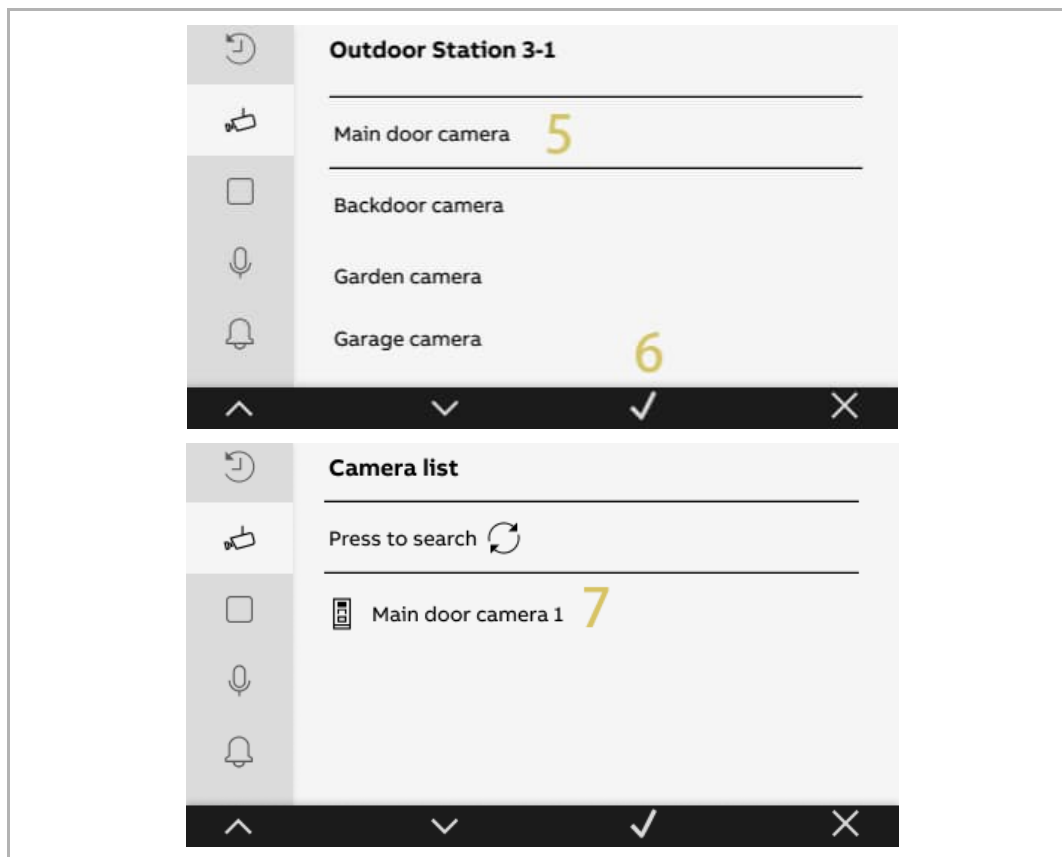 Outdoor Station 3-1
Main door camera 5
Backdoor camera
Garden camera
Garage camera
6
Camera list
Press to search
Main door camera 1 7